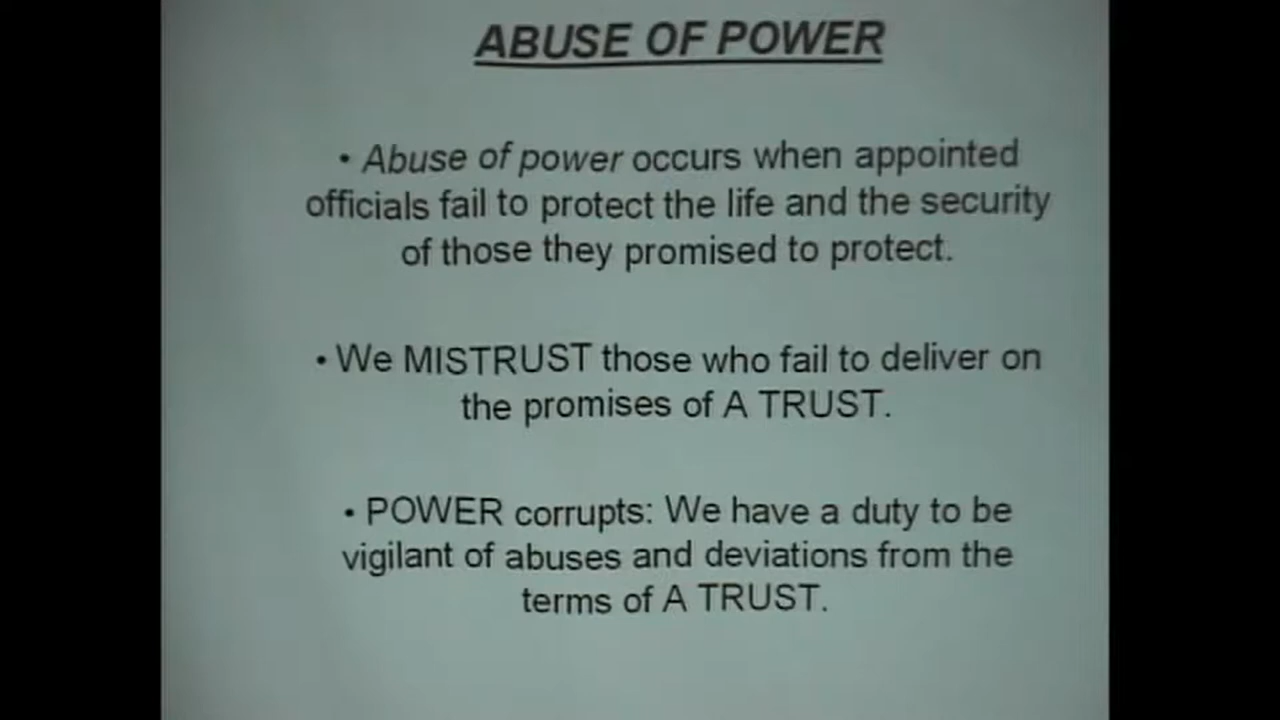 ABUSE OF POWER
• Abuse of power occurs when appointed
officials fail to protect the life and the security
of those they promised to protect.
• We MISTRUST those who fail to deliver on
the promises of A TRUST.
• POWER corrupts: We have a duty to be
vigilant of abuses and deviations from the
terms of A TRUST.